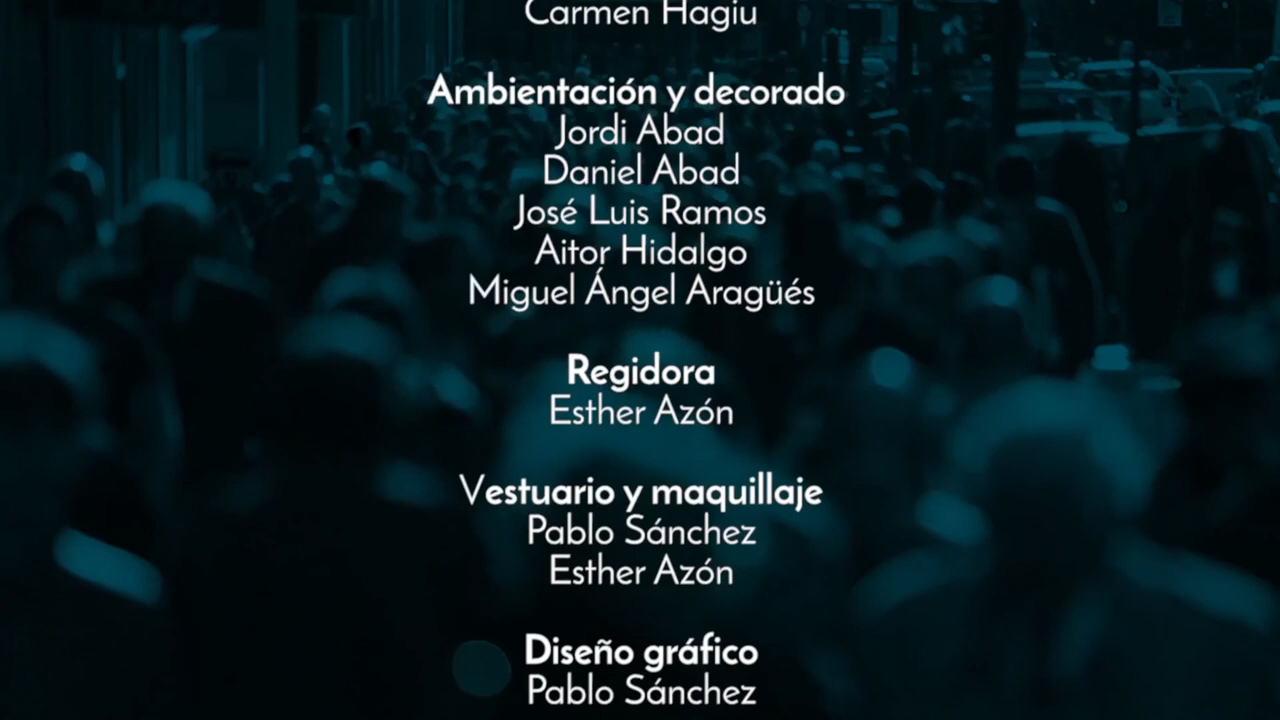 Carmen Hagiu
Ambientación y decorado
Jordi Abad
Daniel Abad
José Luis Ramos
Aitor Hidalgo
Miguel Ángel Aragüés
Regidora
Esther Azón
Vestuario y maquillaje
Pablo Sánchez
Esther Azón
Diseño gráfico
Pablo Sánchez